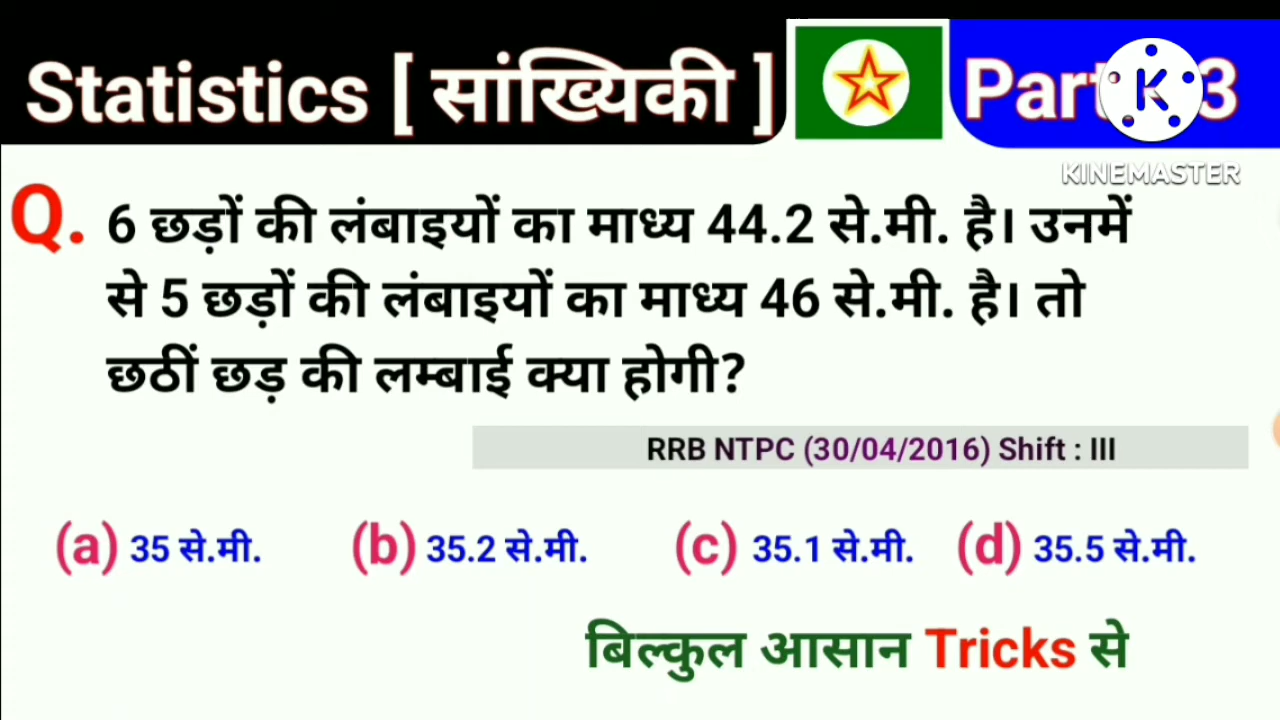 Statistics [ सांख्यिकी ]
Part 3
KINEMASTER
Q. 6 छड़ों की लंबाइयों का माध्य 44.2 से.मी. है। उनमें
से 5 छड़ों की लंबाइयों का माध्य 46 से.मी. है। तो
छठीं छड़ की लम्बाई क्या होगी?
RRB NTPC (30/04/2016) Shift : III
(a) 35 से.मी. (b) 35.2 से.मी. (c) 35.1 से.मी. (d) 35.5 से.मी.
बिल्कुल आसान Tricks से